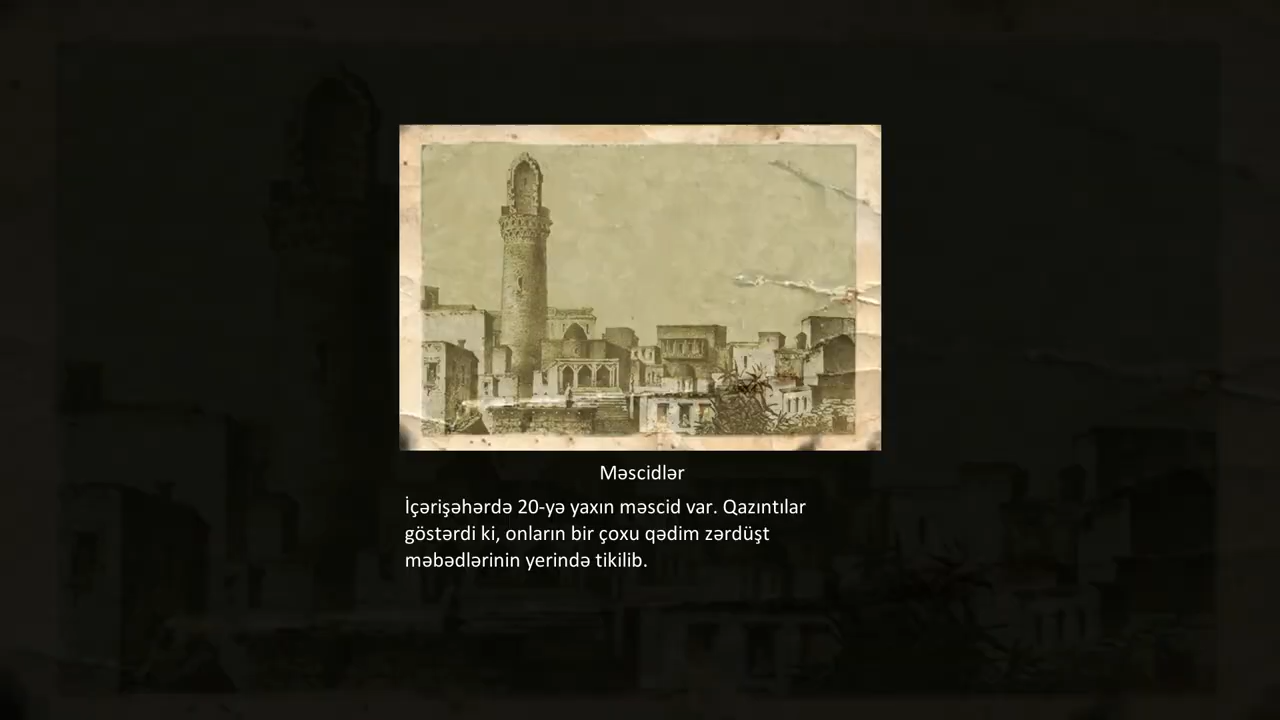 Məscidlər
İçərişəhərdə 20-yə yaxın məscid var. Qazıntılar
göstərdi ki, onların bir çoxu qədim zərdüşt
məbədlərinin yerində tikilib.